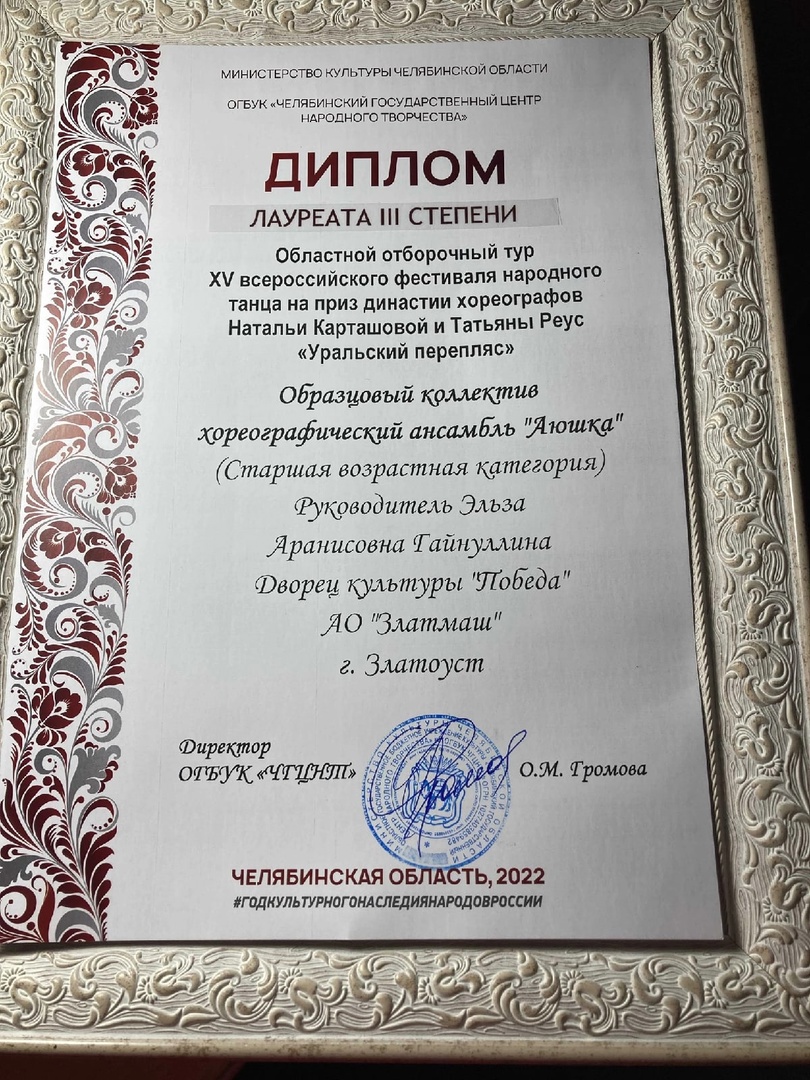 МИНИСТЕРСТВО КУЛЬТУРЫ ЧЕЛЯБИНСКОЙ ОБЛАСТИ
ОГБУК «ЧЕЛЯБИНСКИЙ ГОСУДАРСТВЕННЫЙ ЦЕНТР
НАРОДНОГО ТВОРЧЕСТВА»
ДИПЛОМ
ЛАУРЕАТА III СТЕПЕНИ
Областной отборочный тур
XV всероссийского фестиваля народного
танца на приз династии хореографов
Натальи Карташовой и Татьяны Реус
«Уральский перепляс»
Образцовый коллектив
хореографический ансамбль "Аюшка"
(Старшая возрастная категория)
Руководитель Эльза
Аранисовна Гайнуллина
Дворец культуры "Победа"
АО "Златмаш"
г. Златоуст
Директор
ОГБУК «ЧГЦНТ»
О.М. Громова
ЧЕЛЯБИНСКАЯ ОБЛАСТЬ, 2022
#ГОДКУЛЬТУРНОГОНАСЛЕДИЯНАРОДОВРОССИИ